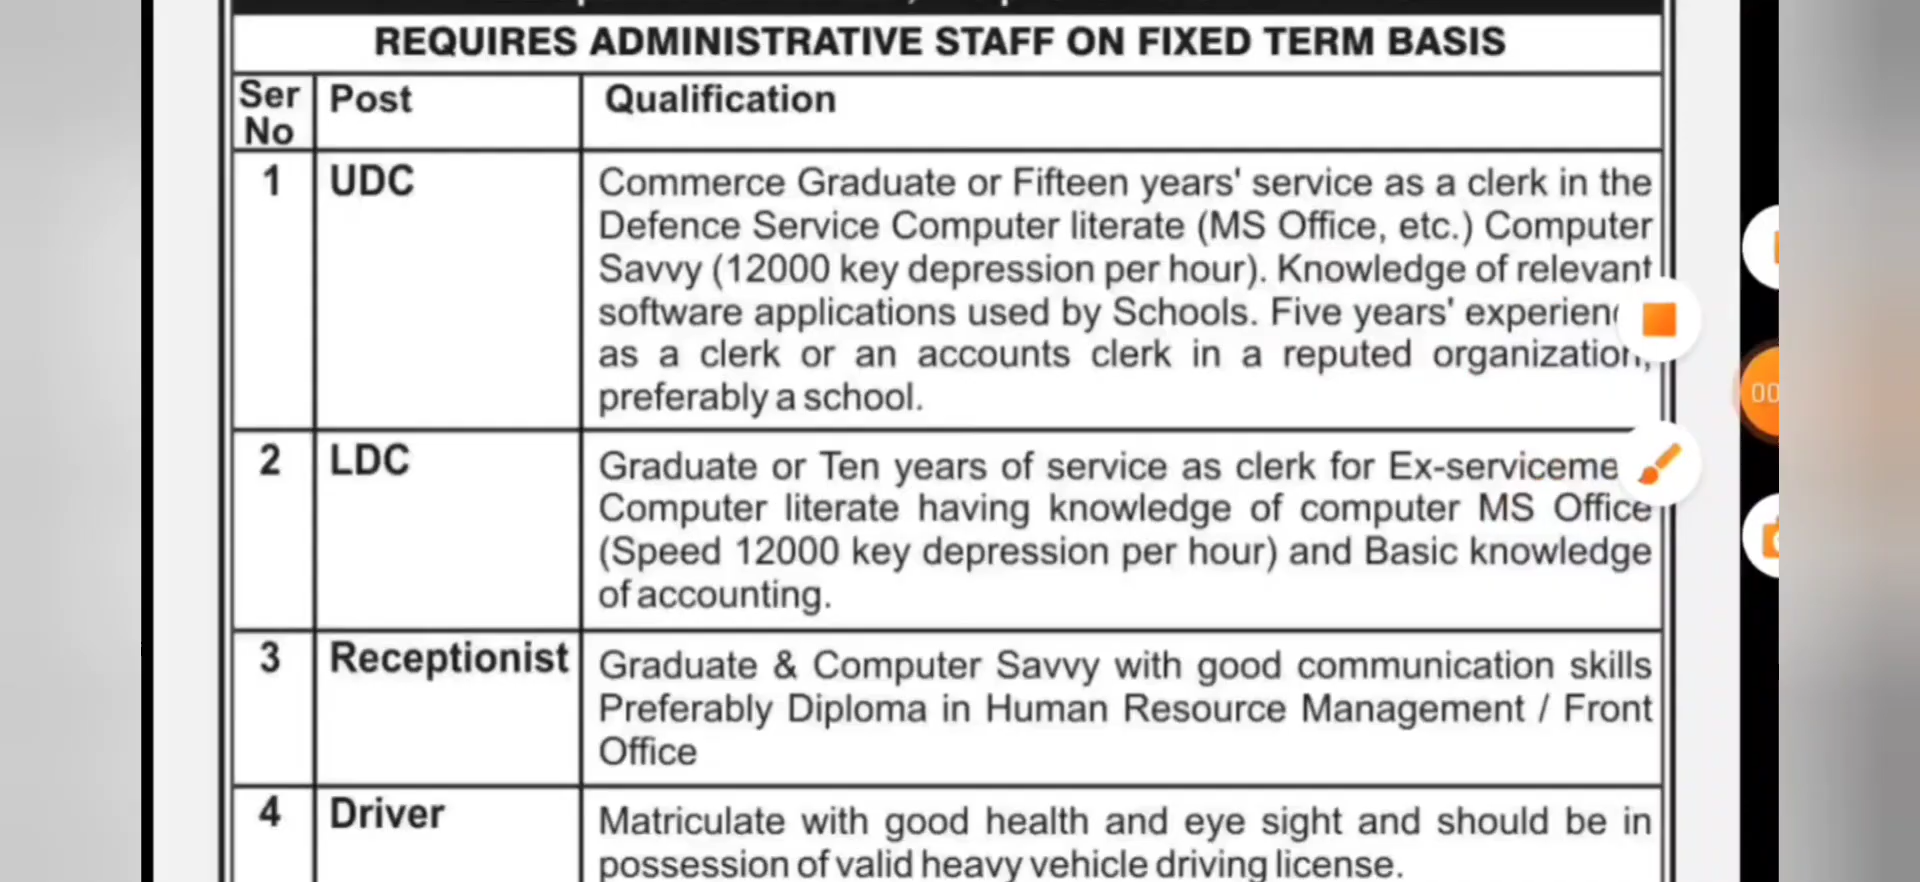 REQUIRES ADMINISTRATIVE STAFF ON FIXED TERM BASIS
Ser No Post Qualification
1 UDC Commerce Graduate or Fifteen years' service as a clerk in the
Defence Service Computer literate (MS Office, etc.) Computer
Savvy (12000 key depression per hour). Knowledge of relevant
software applications used by Schools. Five years'
as a clerk or an accounts clerk in a reputed organization,
preferably a school.
2 LDC Graduate or Ten years of service as clerk for
Computer literate having knowledge of computer MS Office
(Speed 12000 key depression per hour) and Basic knowledge
of accounting.
3 Receptionist Graduate & Computer Savvy with good communication skills
Preferably Diploma in Human Resource Management / Front
Office
4 Driver Matriculate with good health and eye sight and should be in
possession of valid heavy vehicle driving license.
00